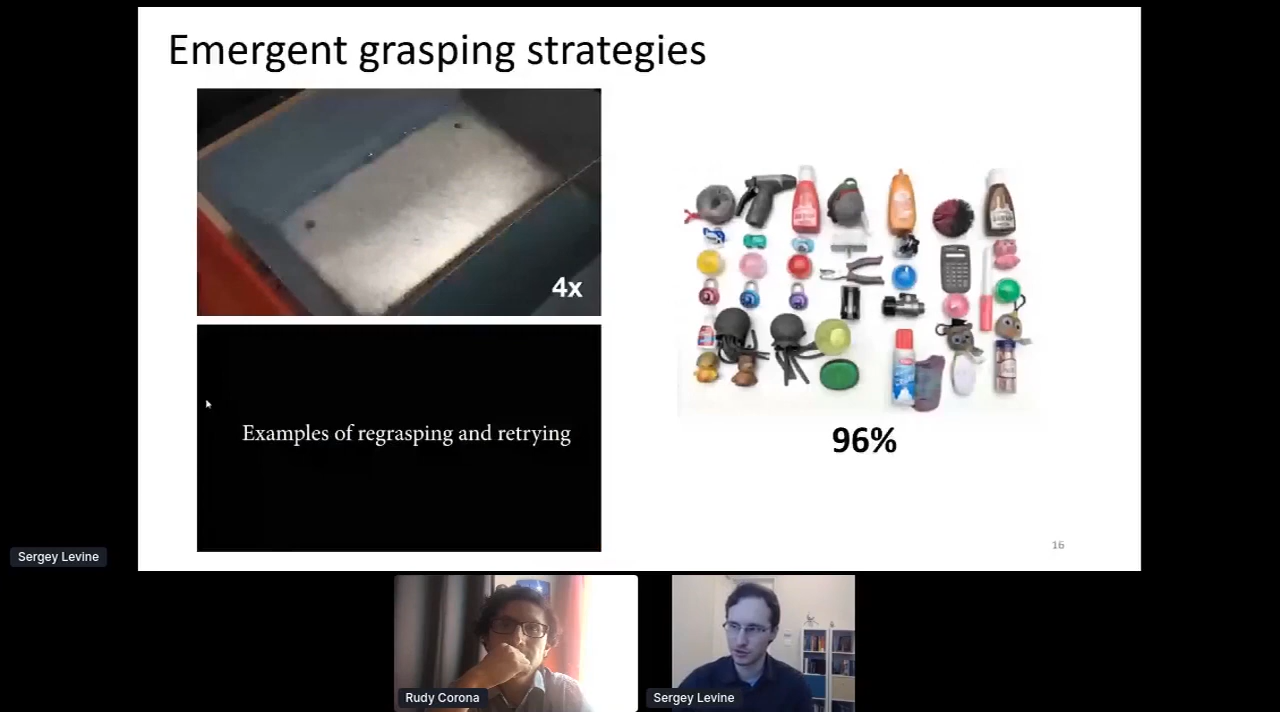 Emergent grasping strategies
4x
Examples of regrasping and retrying
96%
16
Sergey Levine
Rudy Corona
Sergey Levine